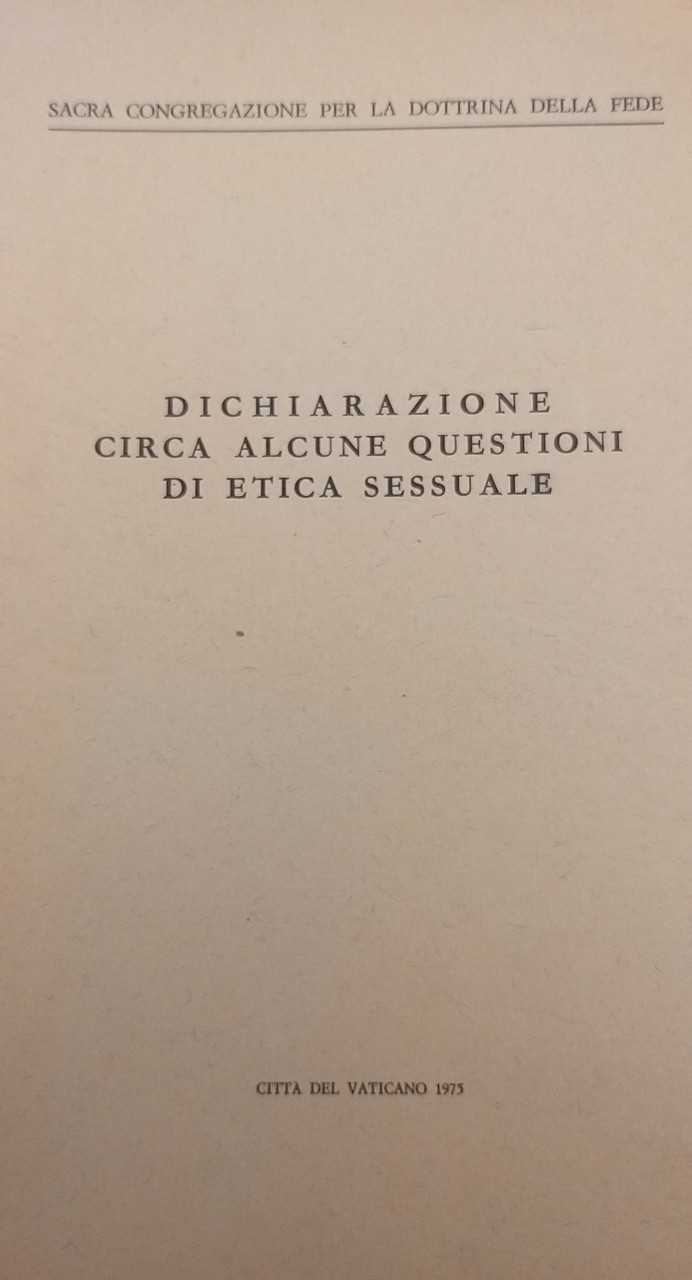 SACRA CONGREGAZIONE PER LA DOTTRINA DELLA FEDE
DICHIARAZIONE
CIRCA ALCUNE QUESTIONI
DI ETICA SESSUALE
CITTÀ DEL VATICANO 1975